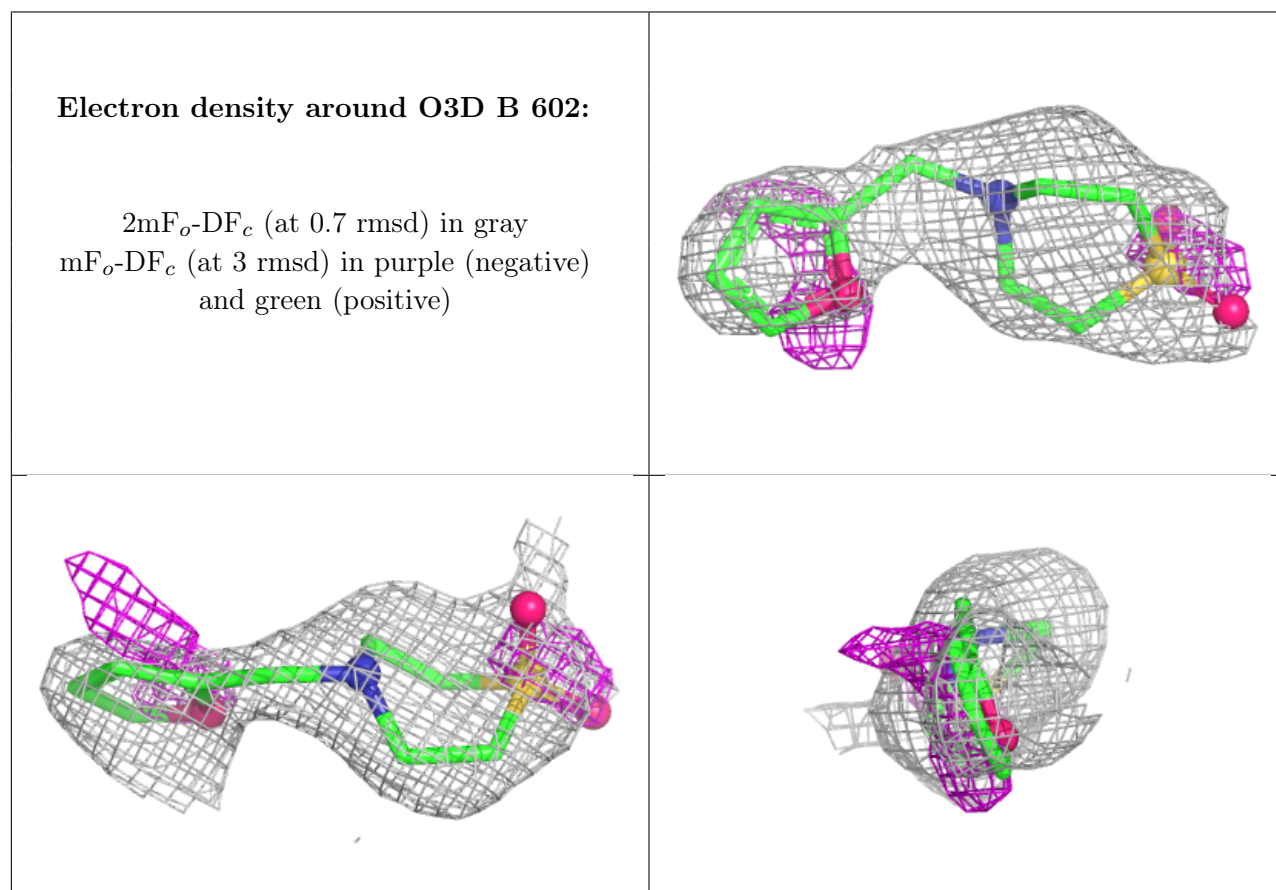 Electron density around O3D B 602:
2mFo-DFc (at 0.7 rmsd) in gray
mFo-DFc (at 3 rmsd) in purple (negative)
and green (positive)